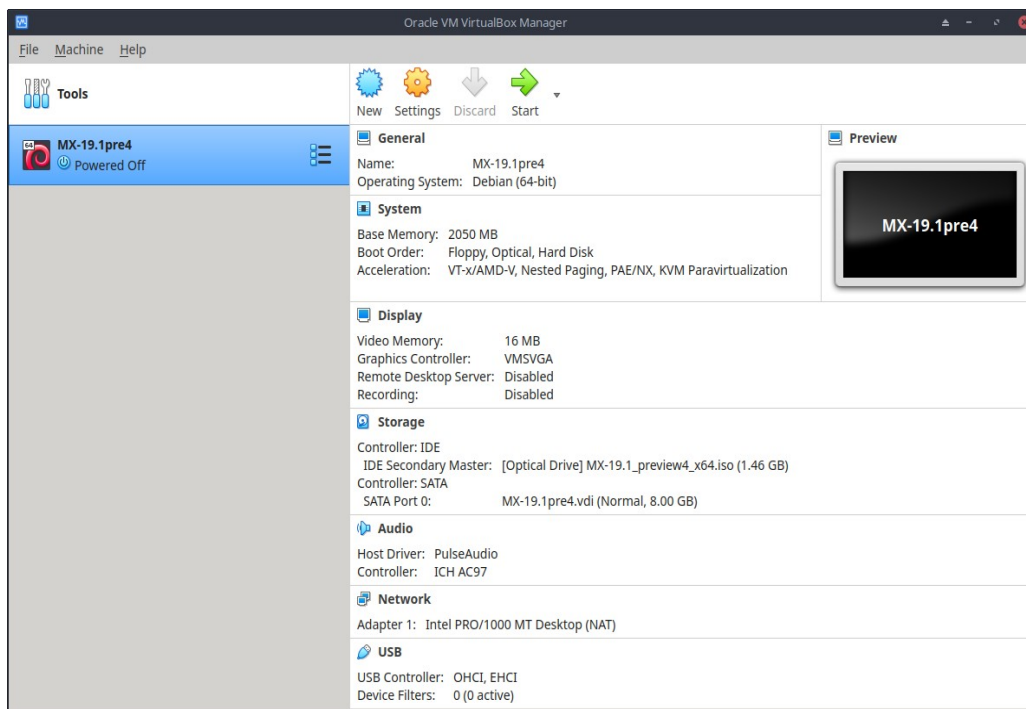 Oracle VM VirtualBox Manager
File Machine Help
Tools
New Settings Discard Start
64
MX-19.1pre4
Powered Off
General
Name: MX-19.1pre4
Operating System: Debian (64-bit)
Preview
MX-19.1pre4
System
Base Memory: 2050 MB
Boot Order: Floppy, Optical, Hard Disk
Acceleration: VT-x/AMD-V, Nested Paging, PAE/NX, KVM Paravirtualization
Display
Video Memory: 16 MB
Graphics Controller: VMSVGA
Remote Desktop Server: Disabled
Recording: Disabled
Storage
Controller: IDE
IDE Secondary Master: [Optical Drive] MX-19.1_preview4_x64.iso (1.46 GB)
Controller: SATA
SATA Port 0: MX-19.1pre4.vdi (Normal, 8.00 GB)
Audio
Host Driver: PulseAudio
Controller: ICH AC97
Network
Adapter 1: Intel PRO/1000 MT Desktop (NAT)
USB
USB Controller: OHCI, EHCI
Device Filters: 0 (0 active)